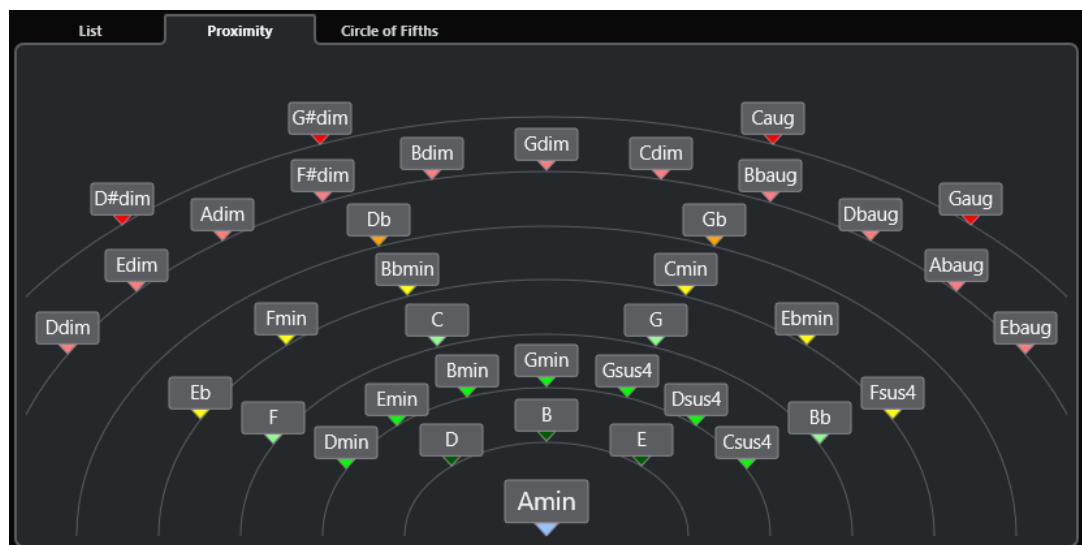 List Proximity Circle of Fifths
G#dim Caug
Bdim Gdim Cdim
F#dim Bbaug
D#dim Adim Db Gb Dbaug Gaug
Edim Bbmin Cmin Abaug
Ddim Fmin C G Ebmin Ebaug
Bmin Gmin Gsus4
Eb Emin Dsus4 Fsus4
F B Bb
Dmin D E Csus4
Amin